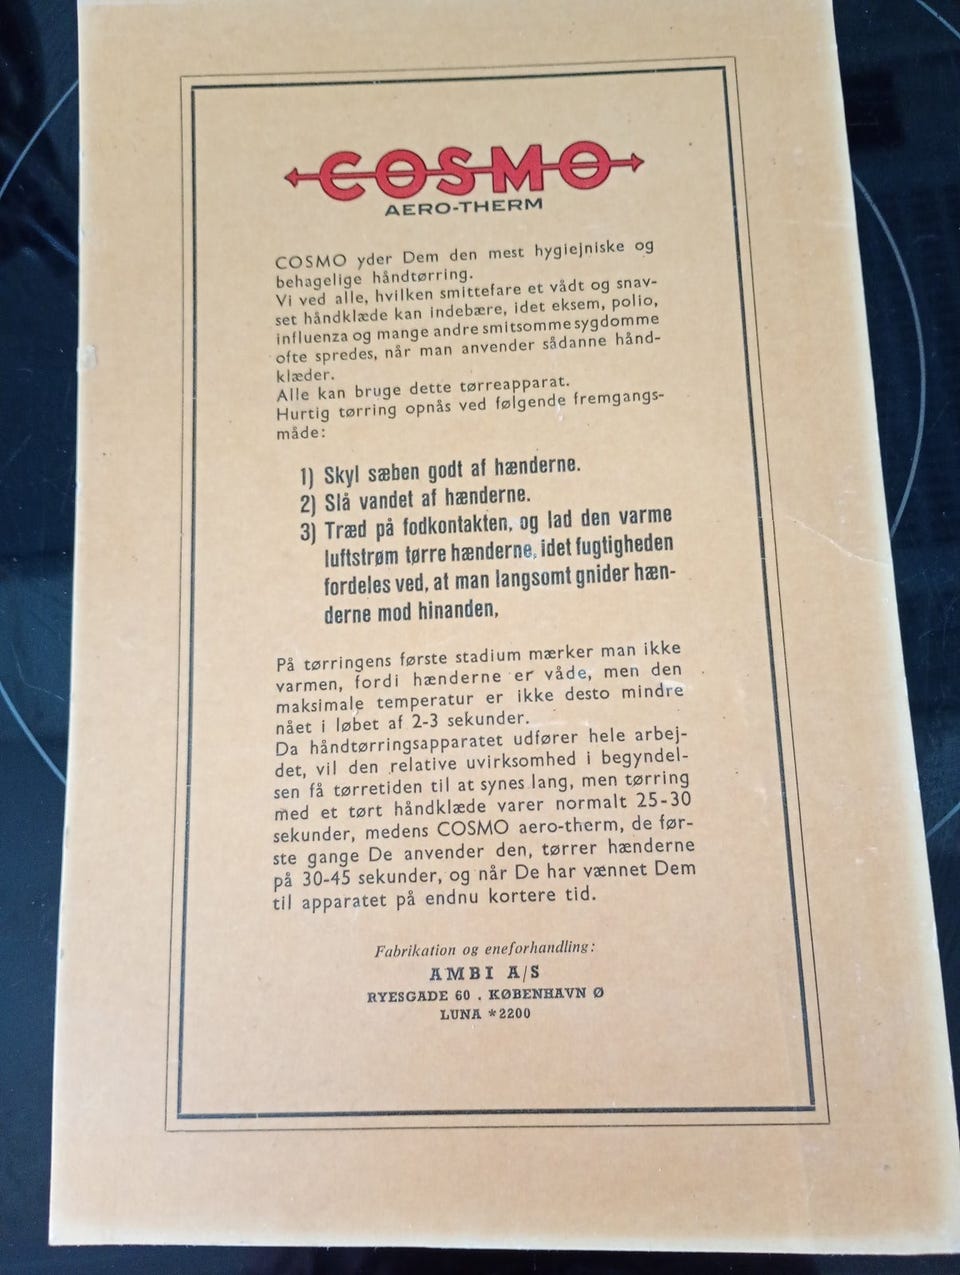 COSMO
AERO-THERM
COSMO yder Dem den mest hygiejniske og
behagelige håndtørring.
Vi ved alle, hvilken smittefare et vådt og snav-
set håndklæde kan indebære, idet eksem, polio,
influenza og mange andre smitsomme sygdomme
ofte spredes, når man anvender sådanne hånd-
klæder.
Alle kan bruge dette tørreapparat.
Hurtig tørring opnås ved følgende fremgangs-
måde:
1) Skyl sæben godt af hænderne.
2) Slå vandet af hænderne.
3) Træd på fodkontakten, og lad den varme
luftstrøm tørre hænderne, idet fugtigheden
fordeles ved, at man langsomt gnider hæn-
derne mod hinanden,
På tørringens første stadium mærker man ikke
varmen, fordi hænderne er våde, men den
maksimale temperatur er ikke desto mindre
nået i løbet af 2-3 sekunder.
Da håndtørringsapparatet udfører hele arbej-
det, vil den relative uvirksomhed i begyndel-
sen få tørretiden til at synes lang, men tørring
med et tørt håndklæde varer normalt 25-30
sekunder, medens COSMO aero-therm, de før-
ste gange De anvender den, tørrer hænderne
på 30-45 sekunder, og når De har vænnet Dem
til apparatet på endnu kortere tid.
Fabrikation og eneforhandling:
AMBI A/S
RYESGADE 60 . KØBENHAVN Ø
LUNA *2200